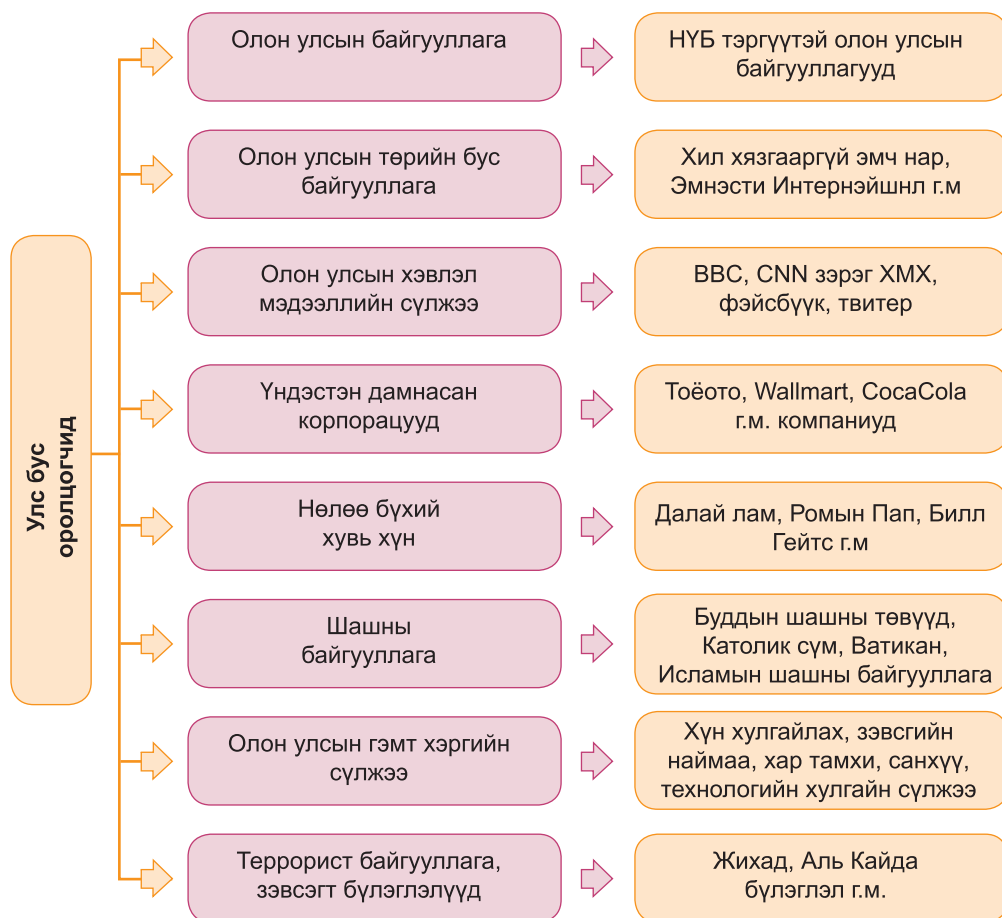 Улс бус
оролцогчид
Олон улсын байгууллага
НҮБ тэргүүтэй олон улсын
байгууллагууд
Олон улсын төрийн бус
байгууллага
Хил хязгааргүй эмч нар,
Эмнэсти Интернэйшнл г.м
Олон улсын хэвлэл
мэдээллийн сүлжээ
BBC, CNN зэрэг ХМХ,
фэйсбүүк, твитер
Үндэстэн дамнасан
корпорацууд
Тоёото, Wallmart, CocaCola
г.м. компаниуд
Нөлөө бүхий
хувь хүн
Далай лам, Ромын Пап, Билл
Гейтс г.м
Шашны
байгууллага
Буддын шашны төвүүд,
Католик сүм, Ватикан,
Исламын шашны байгууллага
Олон улсын гэмт хэргийн
сүлжээ
Хүн хулгайлах, зэвсгийн
наймаа, хар тамхи, санхүү,
технологийн хулгайн сүлжээ
Террорист байгууллага,
зэвсэгт бүлэглэлүүд
Жихад, Аль Кайда
бүлэглэл г.м.